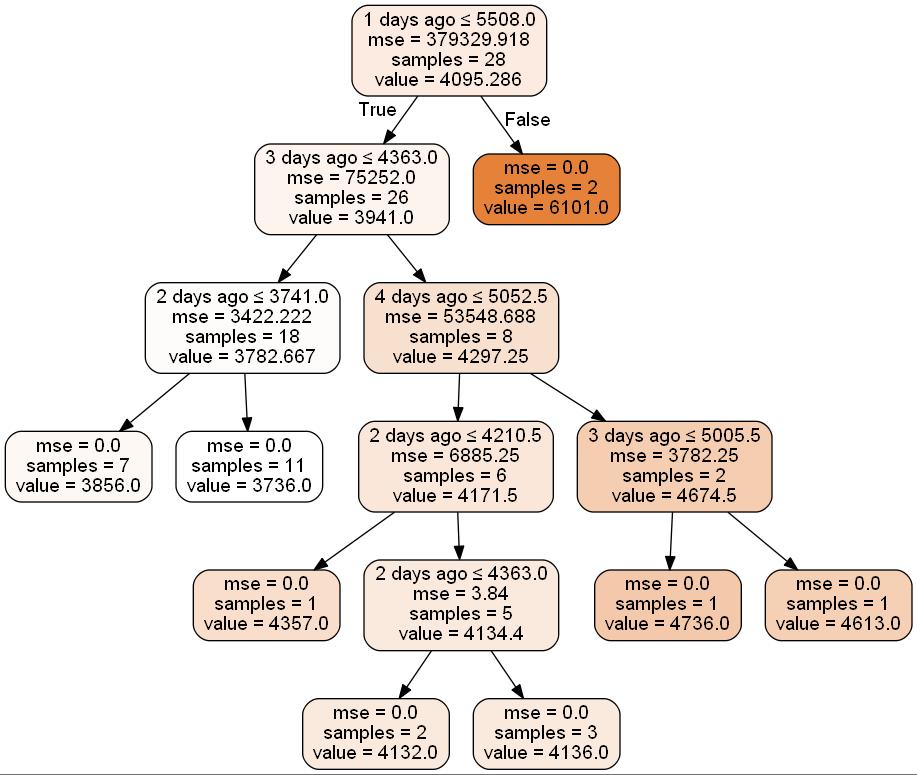 1 days ago ≤ 5508.0
mse = 379329.918
samples = 28
value = 4095.286
True
False
3 days ago ≤ 4363.0
mse = 75252.0
samples = 26
value = 3941.0
mse = 0.0
samples = 2
value = 6101.0
2 days ago ≤ 3741.0
mse = 3422.222
samples = 18
value = 3782.667
4 days ago ≤ 5052.5
mse = 53548.688
samples = 8
value = 4297.25
mse = 0.0
samples = 7
value = 3856.0
mse = 0.0
samples = 11
value = 3736.0
2 days ago ≤ 4210.5
mse = 6885.25
samples = 6
value = 4171.5
3 days ago ≤ 5005.5
mse = 3782.25
samples = 2
value = 4674.5
mse = 0.0
samples = 1
value = 4357.0
2 days ago ≤ 4363.0
mse = 3.84
samples = 5
value = 4134.4
mse = 0.0
samples = 1
value = 4736.0
mse = 0.0
samples = 1
value = 4613.0
mse = 0.0
samples = 2
value = 4132.0
mse = 0.0
samples = 3
value = 4136.0